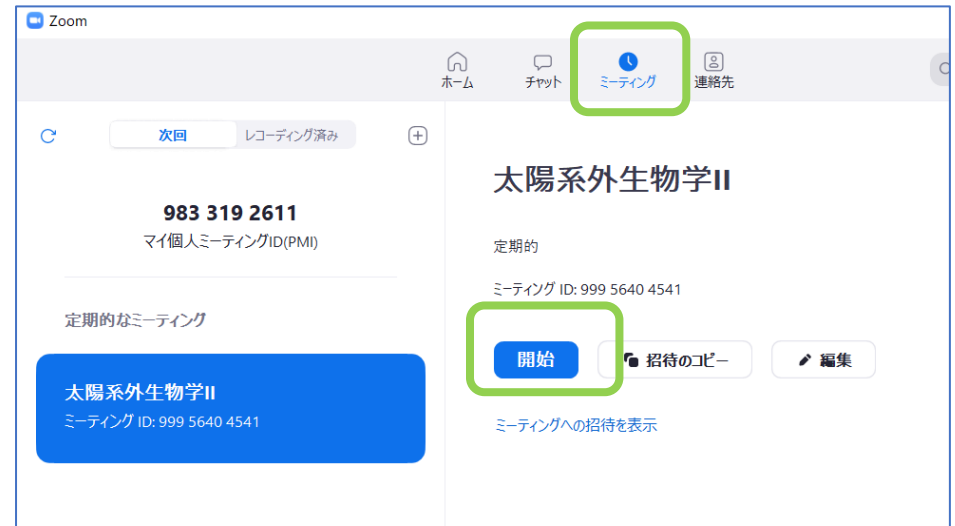 Zoom
ホーム
チャット
ミーティング
連絡先
次回
レコーディング済み
983 319 2611
マイ個人ミーティングID(PMI)
定期的なミーティング
太陽系外生物学II
ミーティング ID: 999 5640 4541
太陽系外生物学II
定期的
ミーティング ID: 999 5640 4541
開始
招待のコピー
編集
ミーティングへの招待を表示